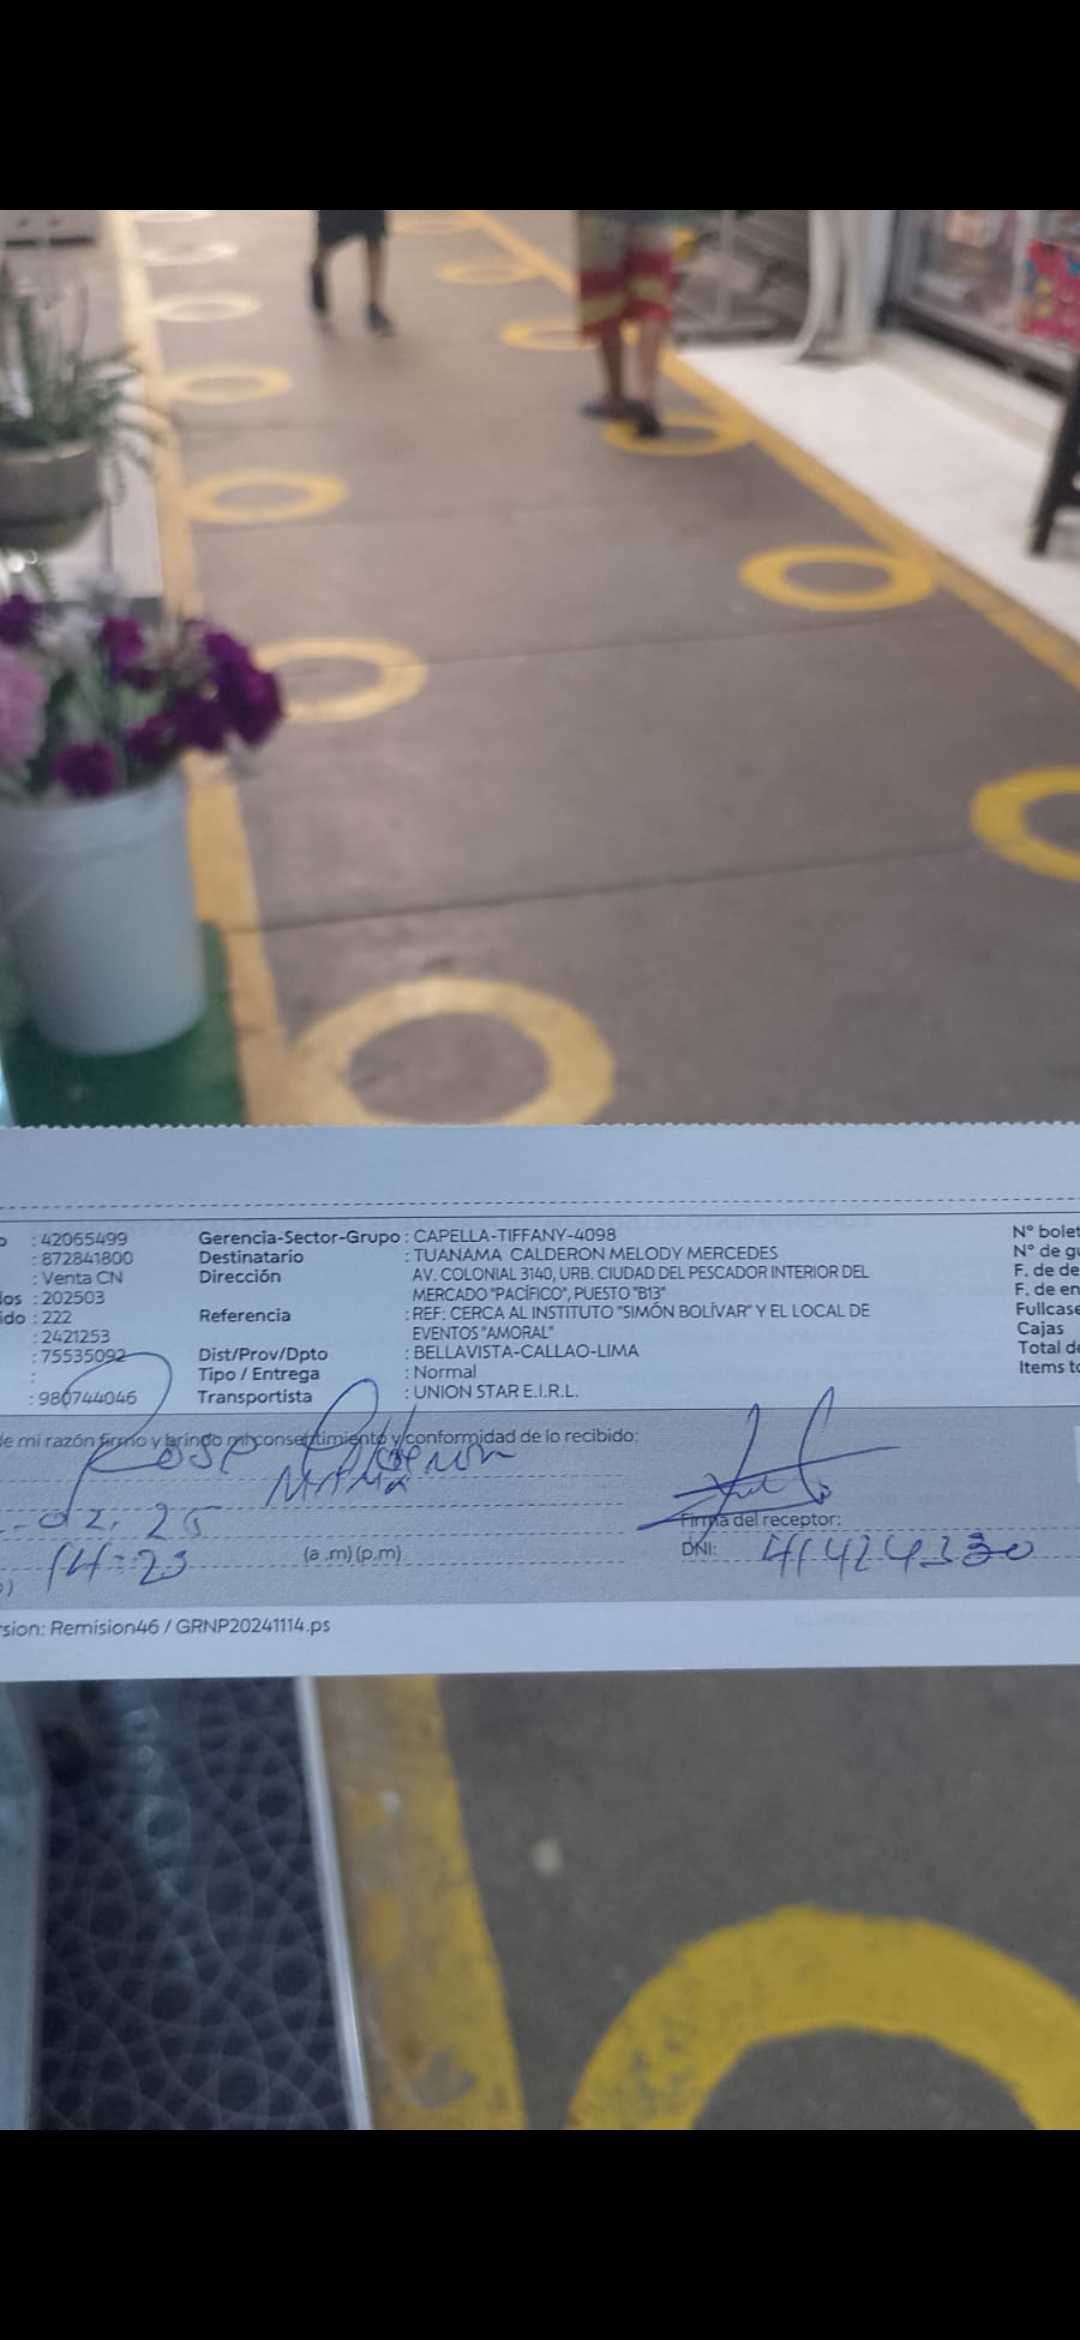 o : 42065499 Gerencia-Sector-Grupo : CAPELLA-TIFFANY-4098 N° bolet
: 872841800 Destinatario : TUANAMA CALDERON MELODY MERCEDES N° de gu
: Venta CN Dirección AV. COLONIAL 3140, URB. CIUDAD DEL PESCADOR INTERIOR DEL F. de de
dos : 202503 MERCADO "PACÍFICO", PUESTO "B13" F. de en
ido : 222 Referencia : REF: CERCA AL INSTITUTO "SIMÓN BOLÍVAR" Y EL LOCAL DE Fullcase
: 2421253 EVENTOS "AMORAL" Cajas
: 75535092 Dist/Prov/Dpto : BELLAVISTA-CALLAO-LIMA Total de
: Tipo / Entrega : Normal Items to
: 980744046 Transportista : UNION STAR E.I.R.L.
de mi razón firmo y brindo mi consentimiento y conformidad de lo recibido:
Rose Calderon
MAMA
02. 25 Firma del receptor:
14:23 (a .m) (p.m) DNI: 41424330
rsion: Remision46 / GRNP20241114.ps